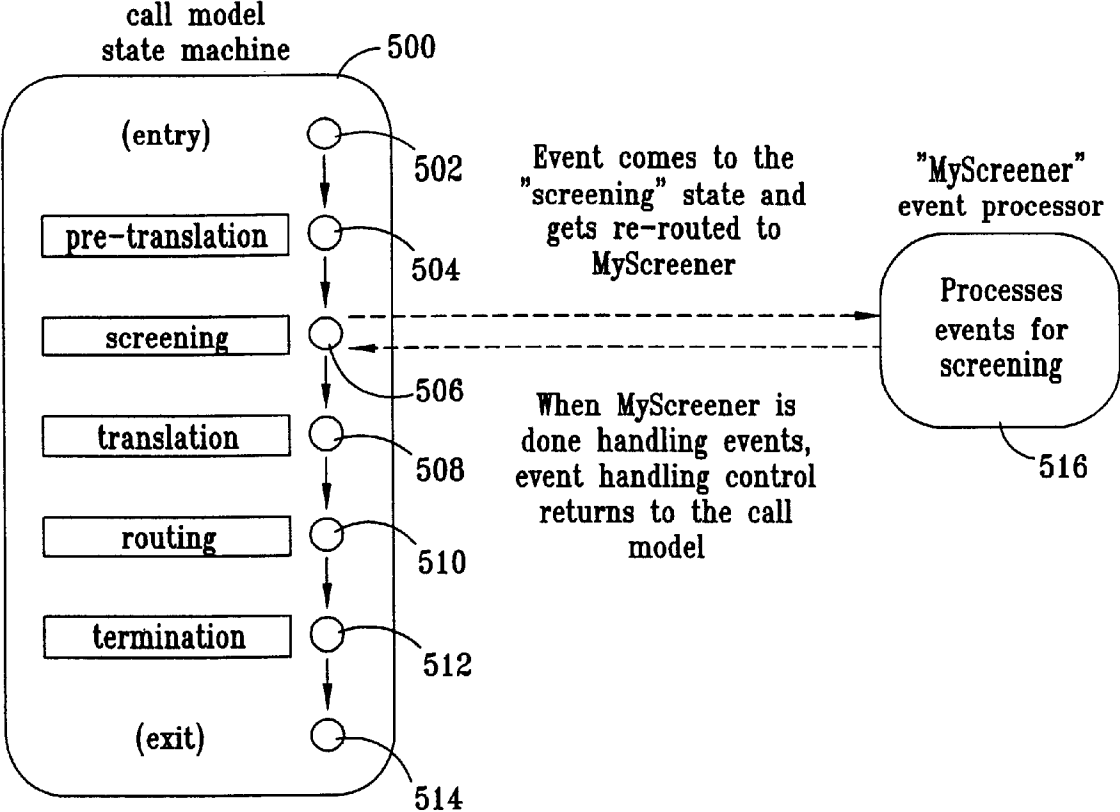 call model
state machine
500
(entry)
502
pre-translation
504
screening
506
translation
508
routing
510
termination
512
(exit)
514
Event comes to the
"screening" state and
gets re-routed to
MyScreener
When MyScreener is
done handling events,
event handling control
returns to the call
model
"MyScreener"
event processor
Processes
events for
screening
516